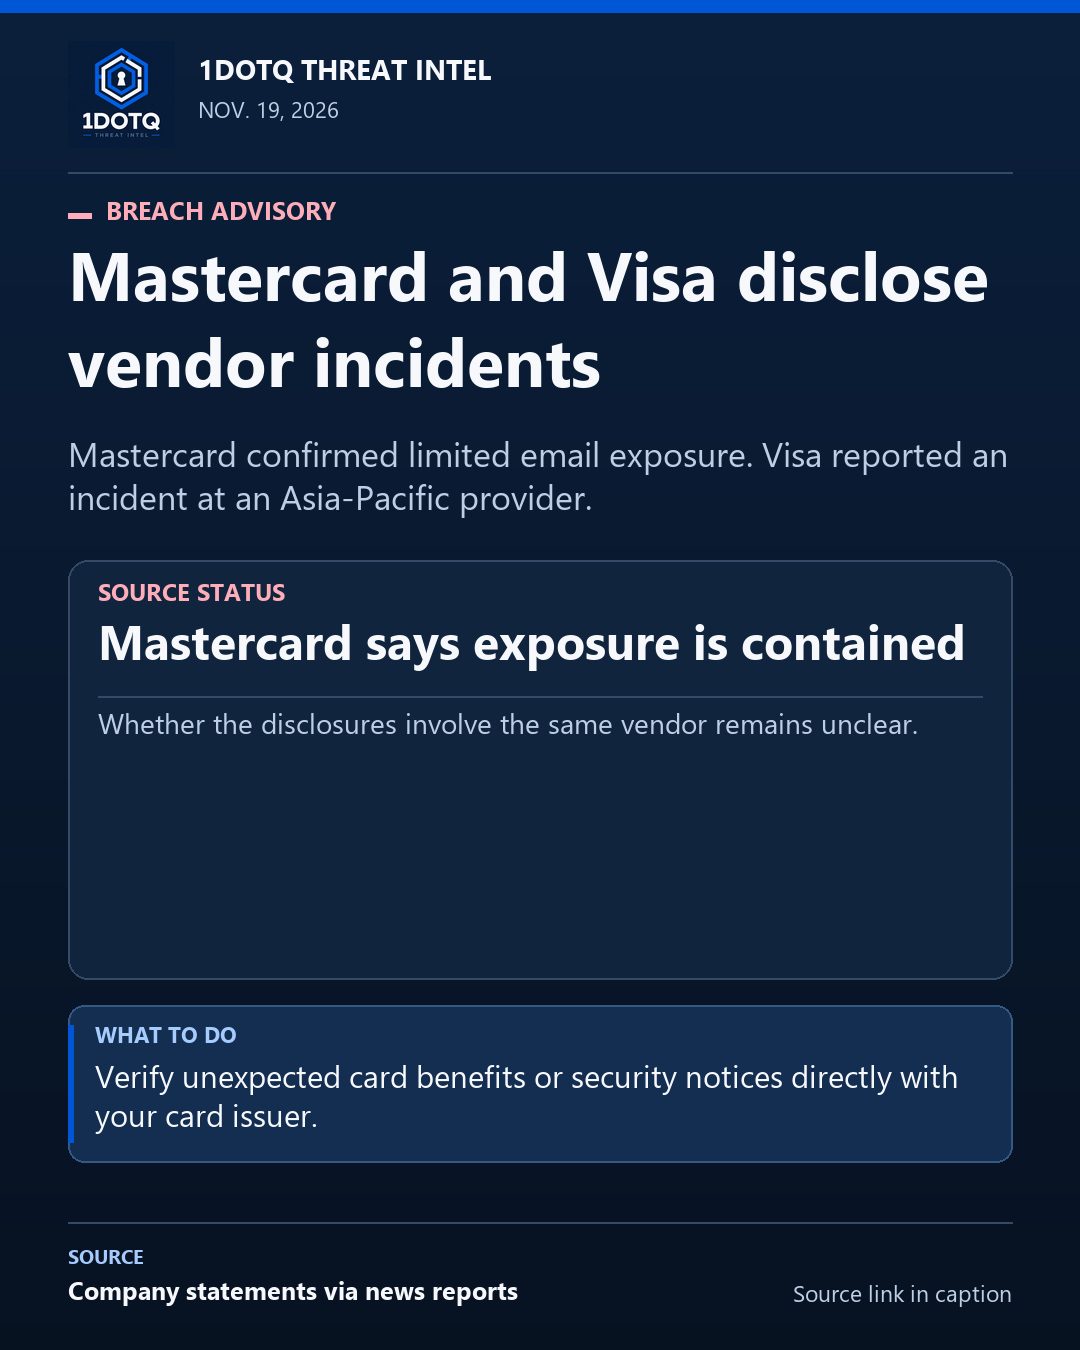 1DOTQ
THREAT INTEL
1DOTQ THREAT INTEL
NOV. 19, 2026
BREACH ADVISORY
Mastercard and Visa disclose
vendor incidents
Mastercard confirmed limited email exposure. Visa reported an
incident at an Asia-Pacific provider.
SOURCE STATUS
Mastercard says exposure is contained
Whether the disclosures involve the same vendor remains unclear.
WHAT TO DO
Verify unexpected card benefits or security notices directly with
your card issuer.
SOURCE
Company statements via news reports
Source link in caption